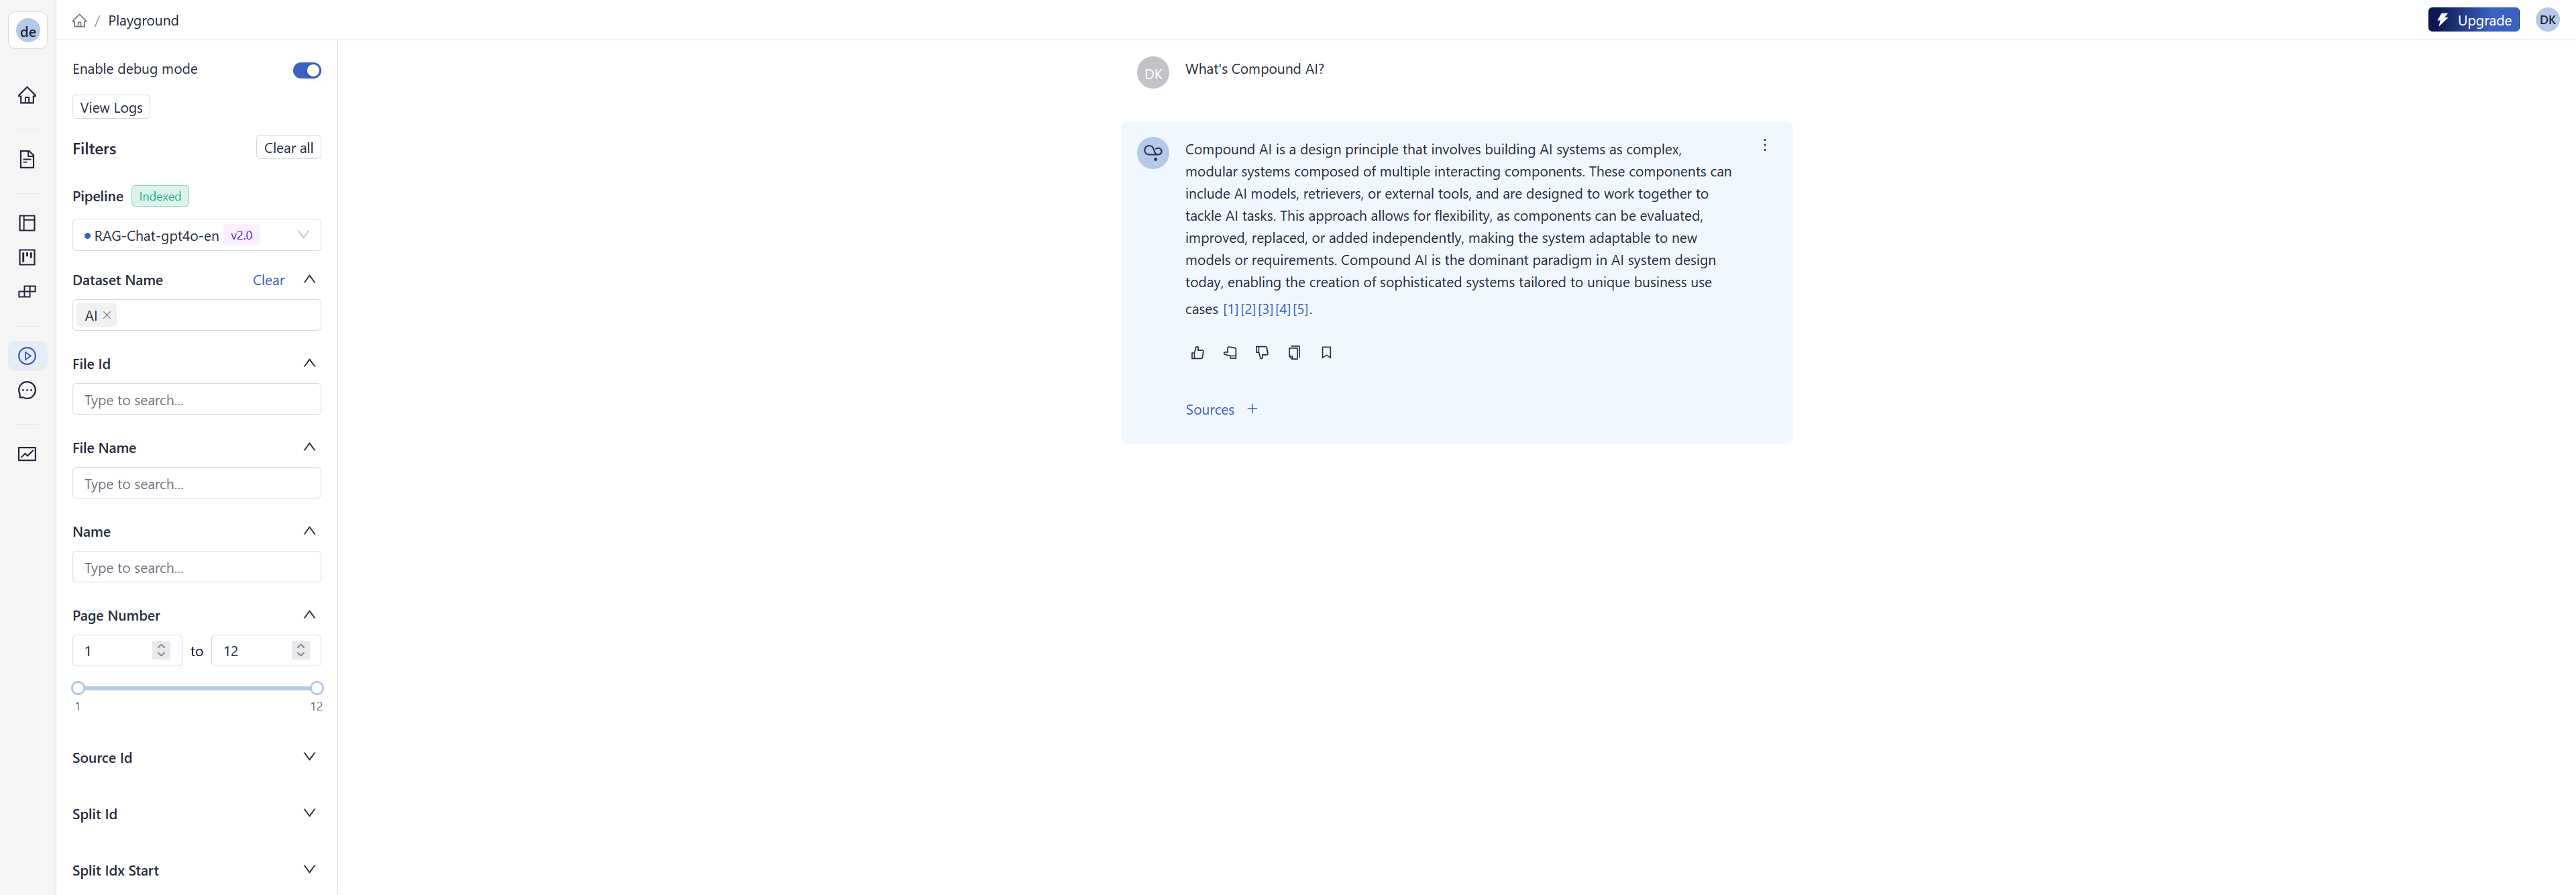 de
/ Playground
Upgrade
DK
Enable debug mode
View Logs
Filters
Clear all
Pipeline
Indexed
RAG-Chat-gpt4o-en
v2.0
Dataset Name
Clear
AI
File Id
Type to search...
File Name
Type to search...
Name
Type to search...
Page Number
1 to 12
1
12
Source Id
Split Id
Split Idx Start
DK
What's Compound AI?
Compound AI is a design principle that involves building AI systems as complex,
modular systems composed of multiple interacting components. These components can
include AI models, retrievers, or external tools, and are designed to work together to
tackle AI tasks. This approach allows for flexibility, as components can be evaluated,
improved, replaced, or added independently, making the system adaptable to new
models or requirements. Compound AI is the dominant paradigm in AI system design
today, enabling the creation of sophisticated systems tailored to unique business use
cases [1][2][3][4][5].
Sources +